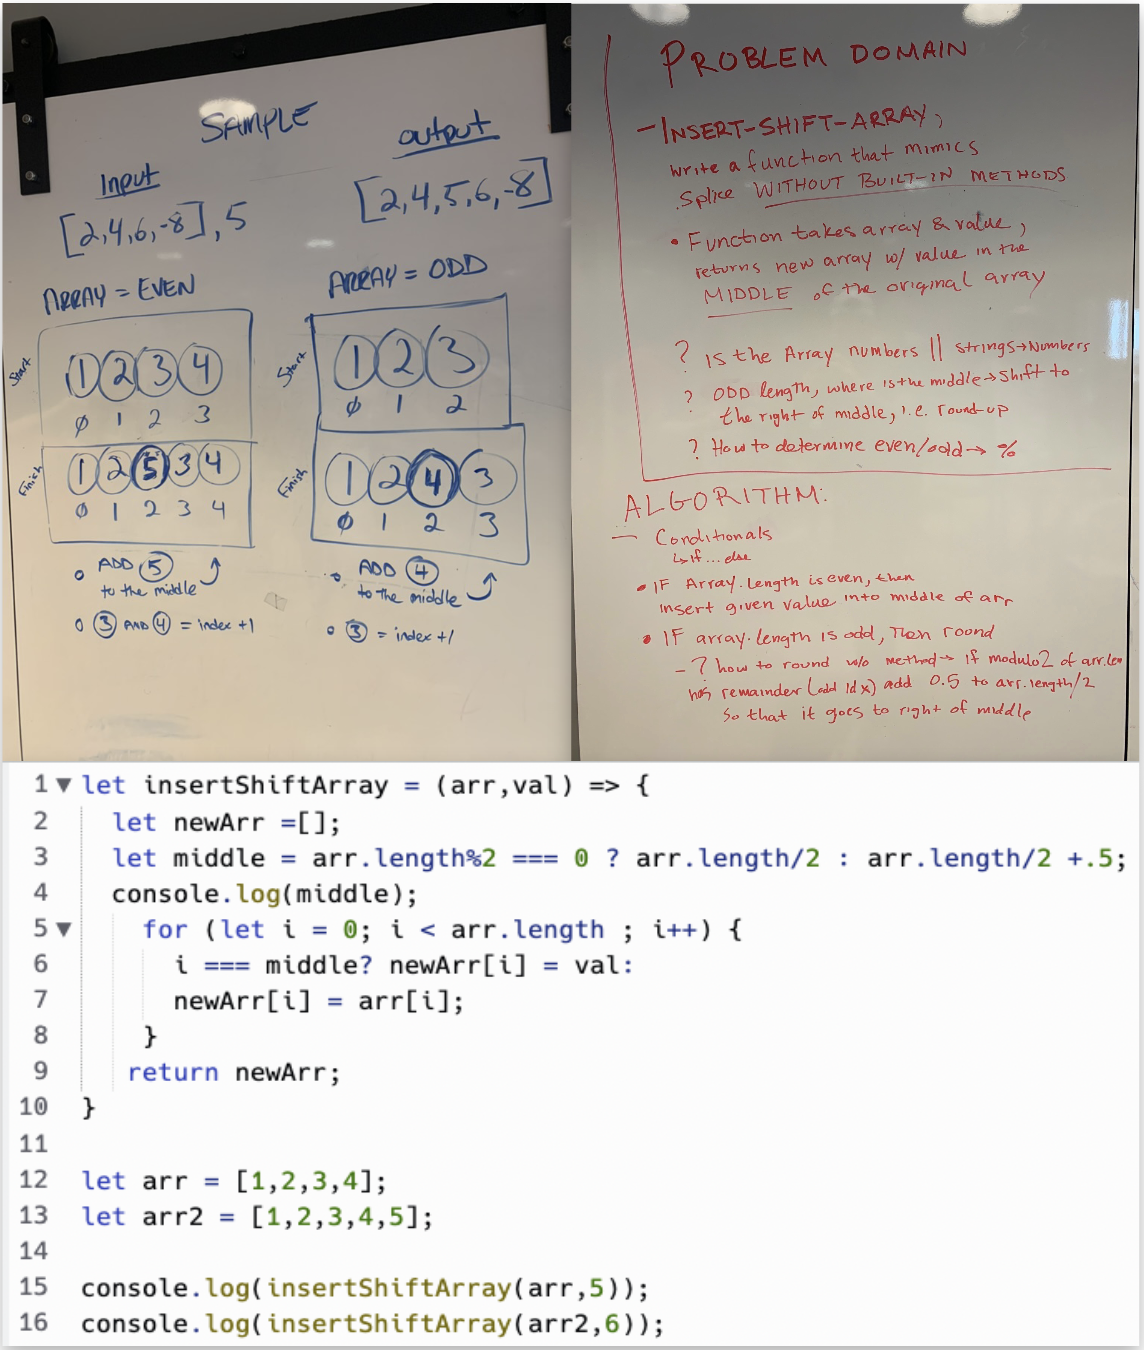 SAMPLE
Input
output
[2,4,6,-8], 5
[2,4,5,6,-8]
ARRAY = EVEN
ARRAY = ODD
Start
1 2 3 4
Ø 1 2 3
Start
1 2 3
Ø 1 2
Finish
1 2 5 3 4
Ø 1 2 3 4
Finish
1 2 4 3
Ø 1 2 3
o ADD 5
to the middle
o 3 AND 4 = index +1
o ADD 4
to the middle
o 3 = index +1
PROBLEM DOMAIN
- INSERT-SHIFT-ARRAY,
Write a function that mimics
Splice WITHOUT BUILT-IN METHODS
• Function takes array & value,
returns new array w/ value in the
MIDDLE of the original array
? is the Array numbers || strings→Numbers
? ODD length, where is the middle→Shift to
the right of middle, i.e. round-up
? How to determine even/odd→ %
ALGORITHM:
- Conditionals
↳ if ... else
• IF Array.length is even, then
insert given value into middle of arr
• IF array.length is odd, Then round
- ? how to round w/o method→ if modulo 2 of arr.len
has remainder (odd idx) add 0.5 to arr.length/2
So that it goes to right of middle
1 let insertShiftArray = (arr,val) => {
2 let newArr =[];
3 let middle = arr.length%2 === 0 ? arr.length/2 : arr.length/2 +.5;
4 console.log(middle);
5 for (let i = 0; i < arr.length ; i++) {
6 i === middle? newArr[i] = val:
7 newArr[i] = arr[i];
8 }
9 return newArr;
10 }
11
12 let arr = [1,2,3,4];
13 let arr2 = [1,2,3,4,5];
14
15 console.log(insertShiftArray(arr,5));
16 console.log(insertShiftArray(arr2,6));